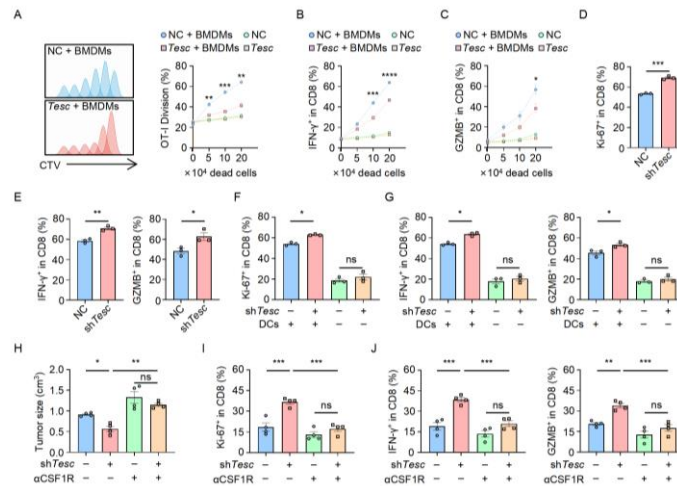 A
NC + BMDMs
Tesc + BMDMs
CTV
NC + BMDMs NC
Tesc + BMDMs Tesc
OT-I Division (%)
80
60
40
20
0
** *** **
0 5 10 20
×10⁴ dead cells
B
NC + BMDMs NC
Tesc + BMDMs Tesc
IFN-γ⁺ in CD8 (%)
80
60
40
20
0
*** ****
0 5 10 20
×10⁴ dead cells
C
NC + BMDMs NC
Tesc + BMDMs Tesc
GZMB⁺ in CD8 (%)
80
60
40
20
0
*
0 5 10 20
×10⁴ dead cells
D
Ki-67⁺ in CD8 (%)
80
60
40
20
0
***
NC
shTesc
E
IFN-γ⁺ in CD8 (%)
80
60
40
20
0
**
NC
shTesc
GZMB⁺ in CD8 (%)
80
60
40
20
0
*
NC
shTesc
F
Ki-67⁺ in CD8 (%)
80
60
40
20
0
*
ns
shTesc − + − +
DCs + + − −
G
IFN-γ⁺ in CD8 (%)
80
60
40
20
0
*
ns
shTesc − + − +
DCs + + − −
GZMB⁺ in CD8 (%)
80
60
40
20
0
*
ns
shTesc − + − +
DCs + + − −
H
Tumor size (cm³)
2.0
1.5
1.0
0.5
0.0
* **
ns
shTesc − + − +
αCSF1R − − + +
I
Ki-67⁺ in CD8 (%)
60
45
30
15
0
*** ***
ns
shTesc − + − +
αCSF1R − − + +
J
IFN-γ⁺ in CD8 (%)
60
45
30
15
0
*** ***
ns
shTesc − + − +
αCSF1R − − + +
GZMB⁺ in CD8 (%)
60
45
30
15
0
** ***
ns
shTesc − + − +
αCSF1R − − + +